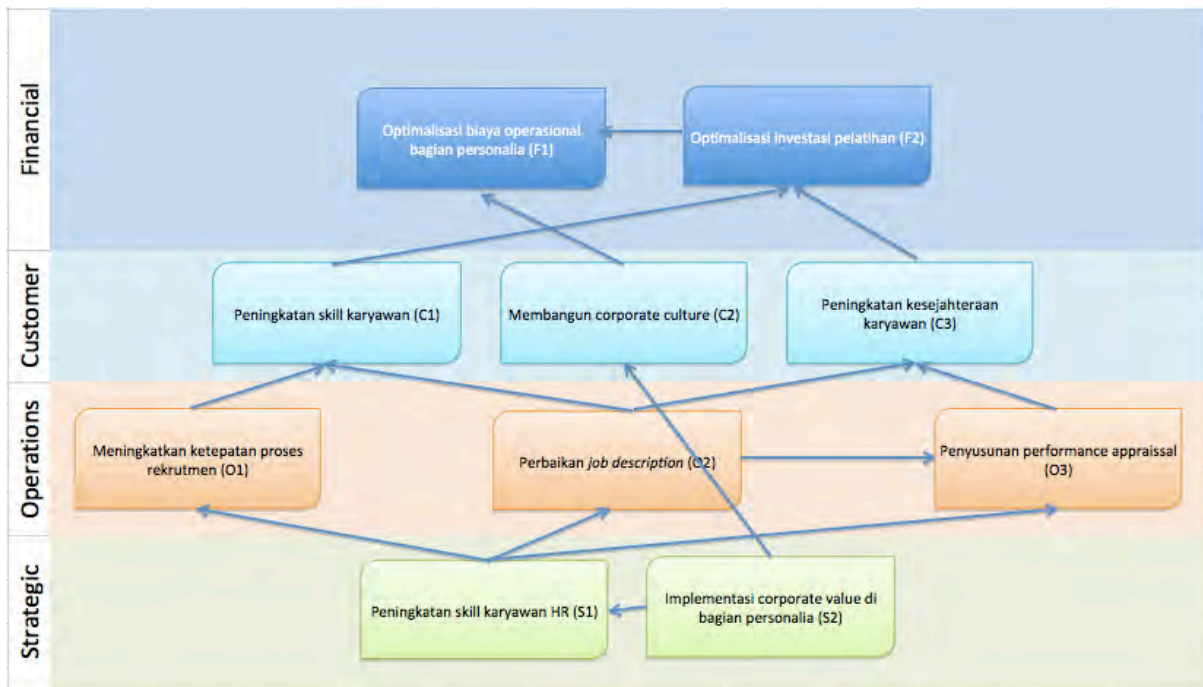 Financial
Optimalisasi biaya operasional
bagian personalia (F1)
Optimalisasi investasi pelatihan (F2)
Customer
Peningkatan skill karyawan (C1)
Membangun corporate culture (C2)
Peningkatan kesejahteraan
karyawan (C3)
Operations
Meningkatkan ketepatan proses
rekrutmen (O1)
Perbaikan job description (O2)
Penyusunan performance appraissal
(O3)
Strategic
Peningkatan skill karyawan HR (S1)
Implementasi corporate value di
bagian personalia (S2)